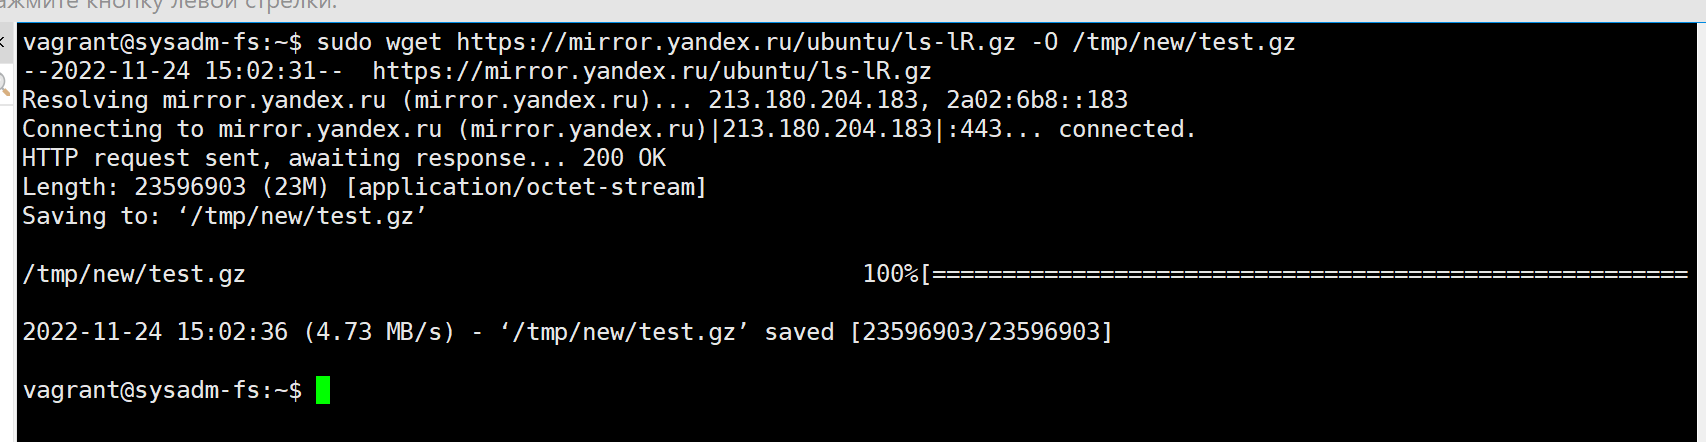 кнопку левой стрелки.
vagrant@sysadm-fs:~$ sudo wget https://mirror.yandex.ru/ubuntu/ls-lR.gz -O /tmp/new/test.gz
--2022-11-24 15:02:31--  https://mirror.yandex.ru/ubuntu/ls-lR.gz
Resolving mirror.yandex.ru (mirror.yandex.ru)... 213.180.204.183, 2a02:6b8::183
Connecting to mirror.yandex.ru (mirror.yandex.ru)|213.180.204.183|:443... connected.
HTTP request sent, awaiting response... 200 OK
Length: 23596903 (23M) [application/octet-stream]
Saving to: ‘/tmp/new/test.gz’
/tmp/new/test.gz 100%[======================================================
2022-11-24 15:02:36 (4.73 MB/s) - ‘/tmp/new/test.gz’ saved [23596903/23596903]
vagrant@sysadm-fs:~$